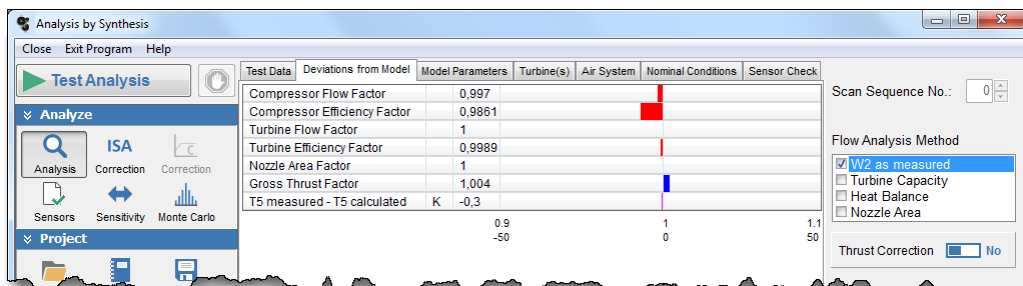 Analysis by Synthesis
Close Exit Program Help
Test Analysis
Analyze
Analysis
ISA
Correction
C
Correction
Sensors
Sensitivity
Monte Carlo
Project
Test Data Deviations from Model Model Parameters Turbine(s) Air System Nominal Conditions Sensor Check
Compressor Flow Factor 0,997
Compressor Efficiency Factor 0,9861
Turbine Flow Factor 1
Turbine Efficiency Factor 0,9989
Nozzle Area Factor 1
Gross Thrust Factor 1,004
T5 measured - T5 calculated K -0,3
0.9 1 1.1
-50 0 50
Scan Sequence No.: 0
Flow Analysis Method
W2 as measured
Turbine Capacity
Heat Balance
Nozzle Area
Thrust Correction No